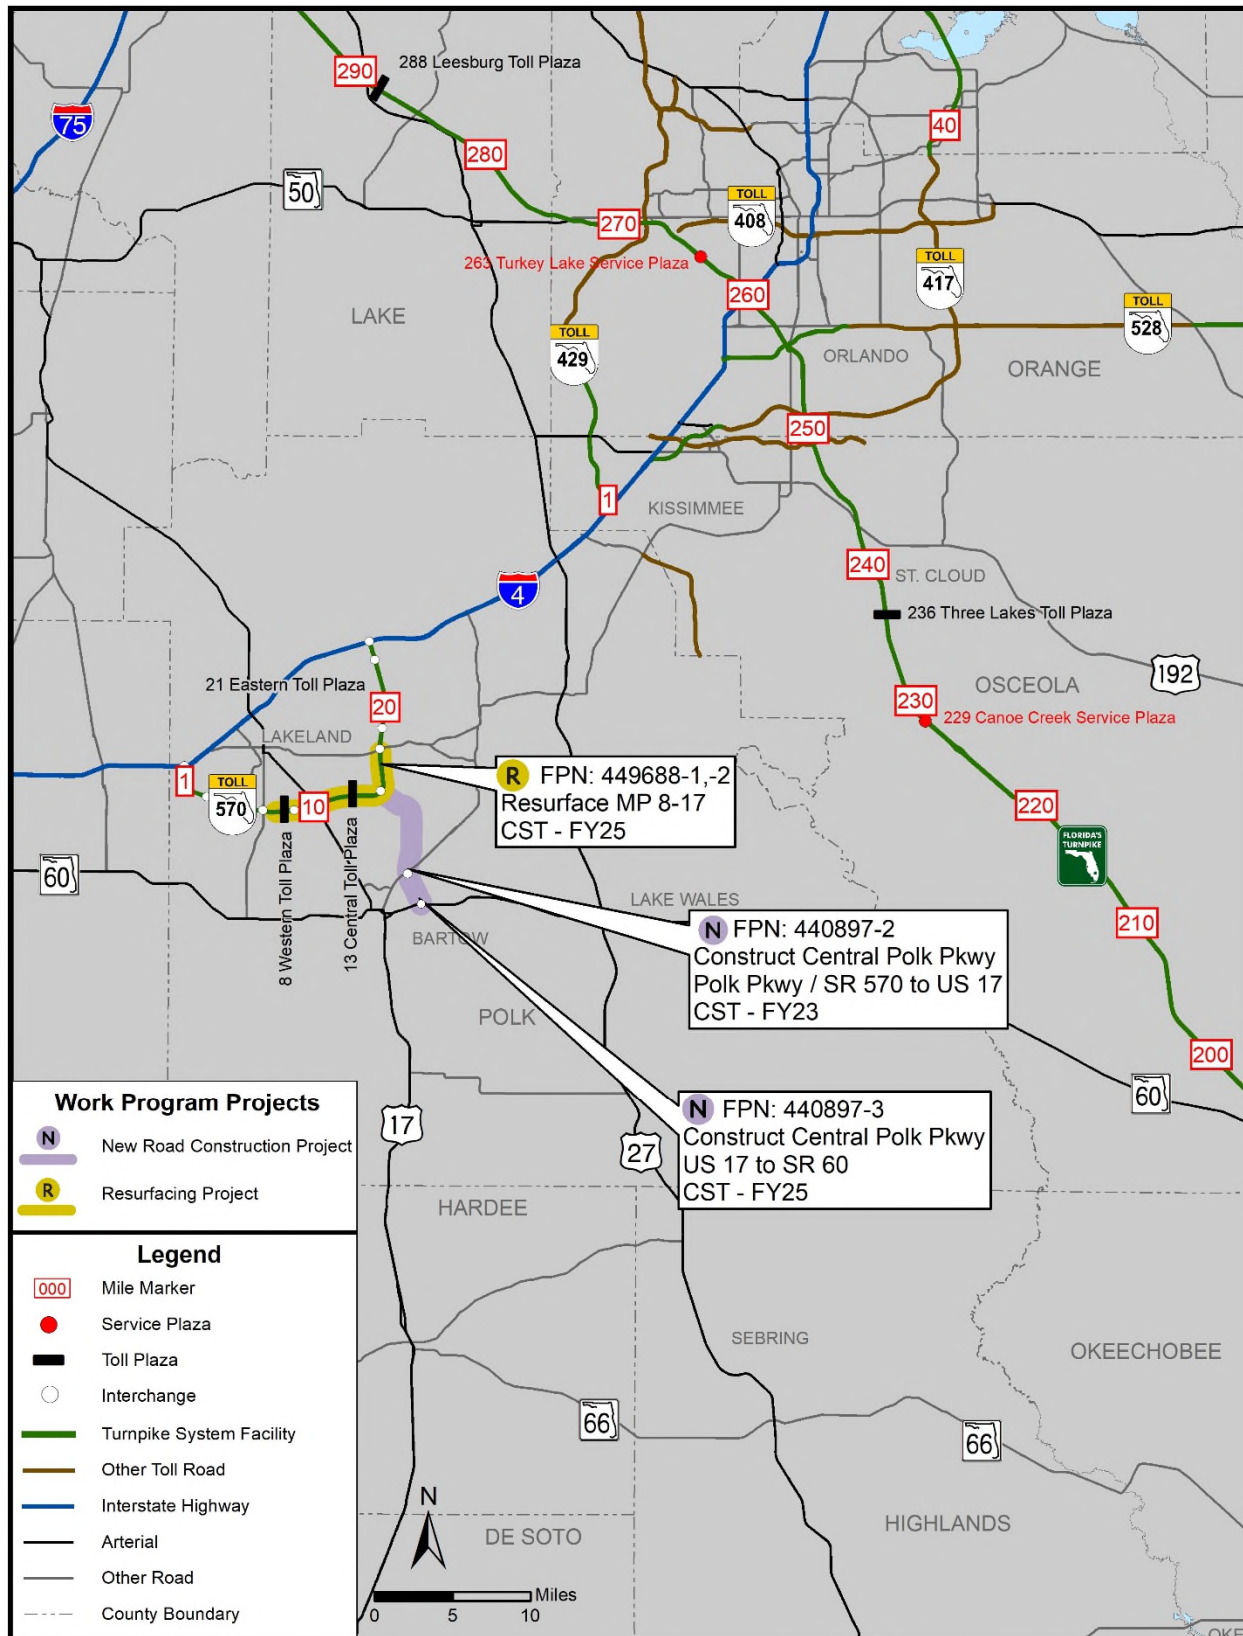 290
288 Leesburg Toll Plaza
75
40
280
50
TOLL
408
270
263 Turkey Lake Service Plaza
TOLL
417
260
LAKE
TOLL
528
TOLL
429
ORLANDO
ORANGE
250
1
KISSIMMEE
240
ST. CLOUD
4
236 Three Lakes Toll Plaza
192
21 Eastern Toll Plaza
OSCEOLA
20
230
229 Canoe Creek Service Plaza
LAKELAND
1
TOLL
570
10
R FPN: 449688-1,-2
Resurface MP 8-17
CST - FY25
220
FLORIDA'S
TURNPIKE
60
8 Western Toll Plaza
13 Central Toll Plaza
LAKE WALES
BARTOW
210
N FPN: 440897-2
Construct Central Polk Pkwy
Polk Pkwy / SR 570 to US 17
CST - FY23
POLK
200
60
N FPN: 440897-3
Construct Central Polk Pkwy
US 17 to SR 60
CST - FY25
17
27
Work Program Projects
N New Road Construction Project
R Resurfacing Project
HARDEE
Legend
000 Mile Marker
Service Plaza
Toll Plaza
Interchange
Turnpike System Facility
Other Toll Road
Interstate Highway
Arterial
Other Road
County Boundary
SEBRING
OKEECHOBEE
66
66
N
DE SOTO
HIGHLANDS
Miles
0 5 10
OKE